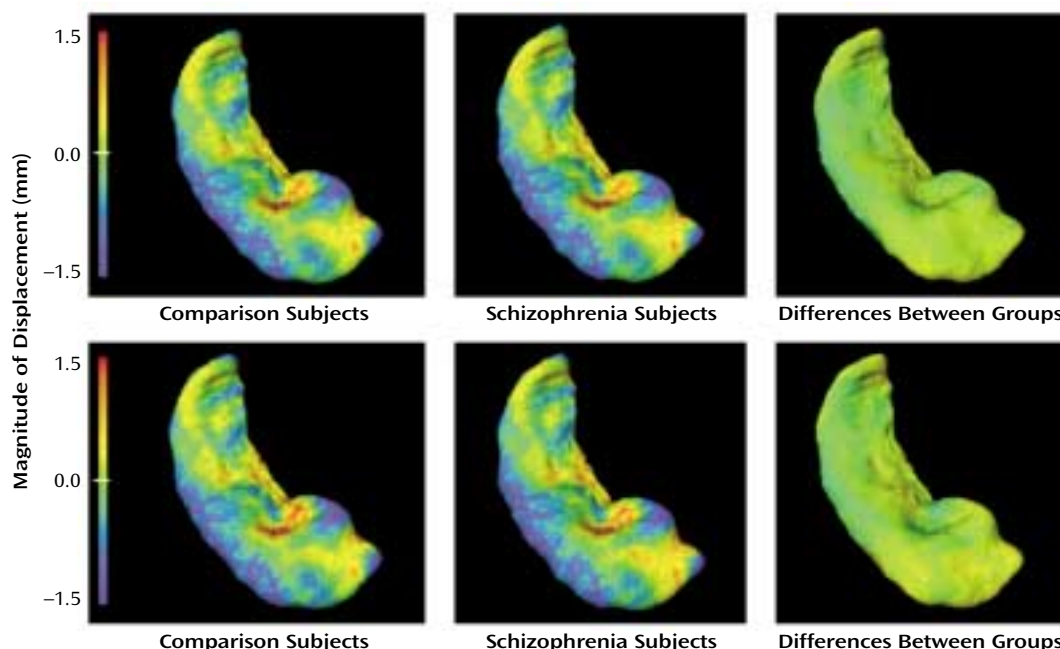 Magnitude of Displacement (mm)
1.5
0.0
–1.5
Comparison Subjects
Schizophrenia Subjects
Differences Between Groups
1.5
0.0
–1.5
Comparison Subjects
Schizophrenia Subjects
Differences Between Groups